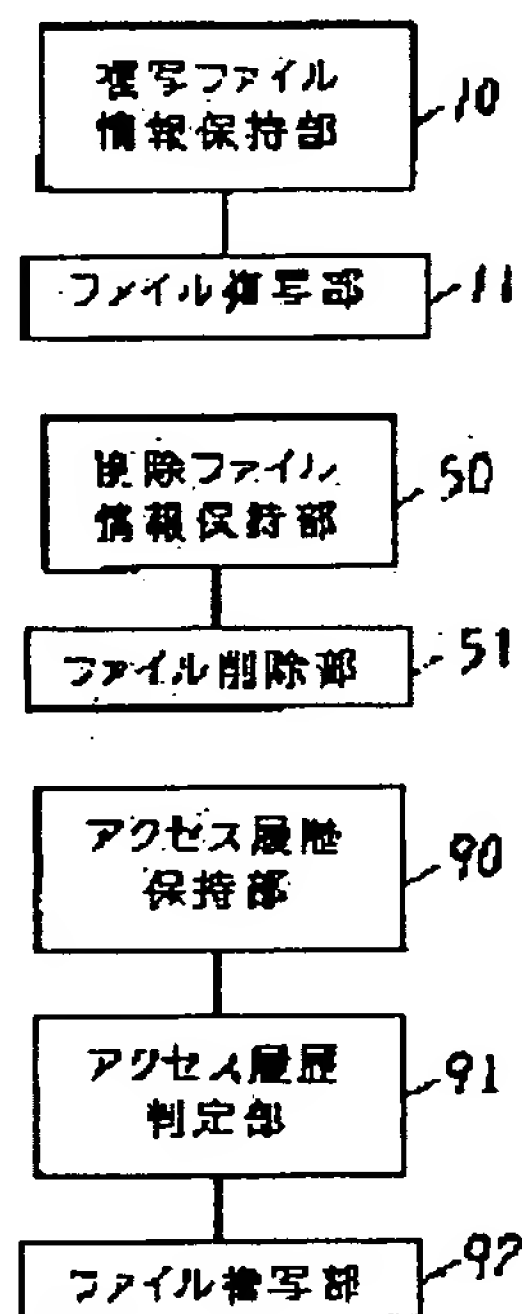 複写ファイル
情報保持部
10
ファイル複写部
11
削除ファイル
情報保持部
50
ファイル削除部
51
アクセス履歴
保持部
90
アクセス履歴
判定部
91
ファイル複写部
92